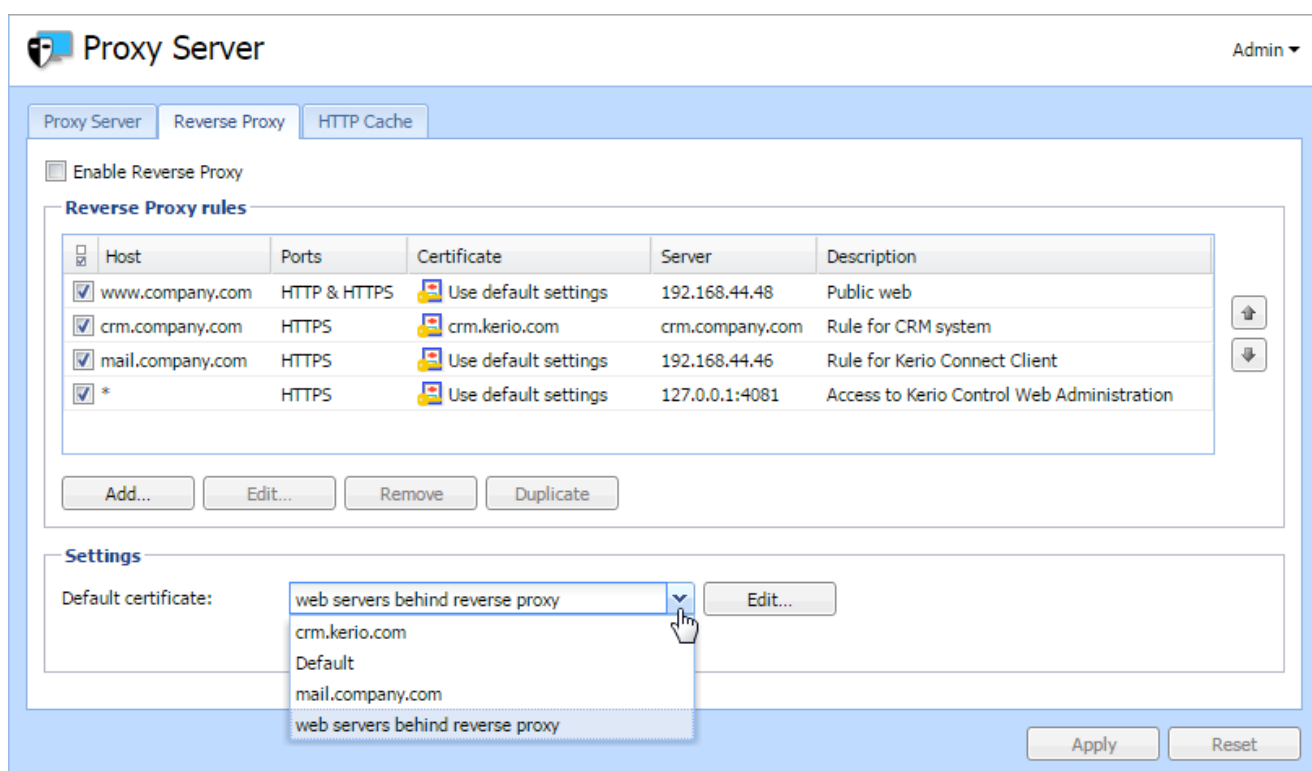 Proxy Server
Admin
Proxy Server Reverse Proxy HTTP Cache
Enable Reverse Proxy
Reverse Proxy rules
Host Ports Certificate Server Description
www.company.com HTTP & HTTPS Use default settings 192.168.44.48 Public web
crm.company.com HTTPS crm.kerio.com crm.company.com Rule for CRM system
mail.company.com HTTPS Use default settings 192.168.44.46 Rule for Kerio Connect Client
* HTTPS Use default settings 127.0.0.1:4081 Access to Kerio Control Web Administration
Add... Edit... Remove Duplicate
Settings
Default certificate: web servers behind reverse proxy Edit...
crm.kerio.com
Default
mail.company.com
web servers behind reverse proxy
Apply Reset